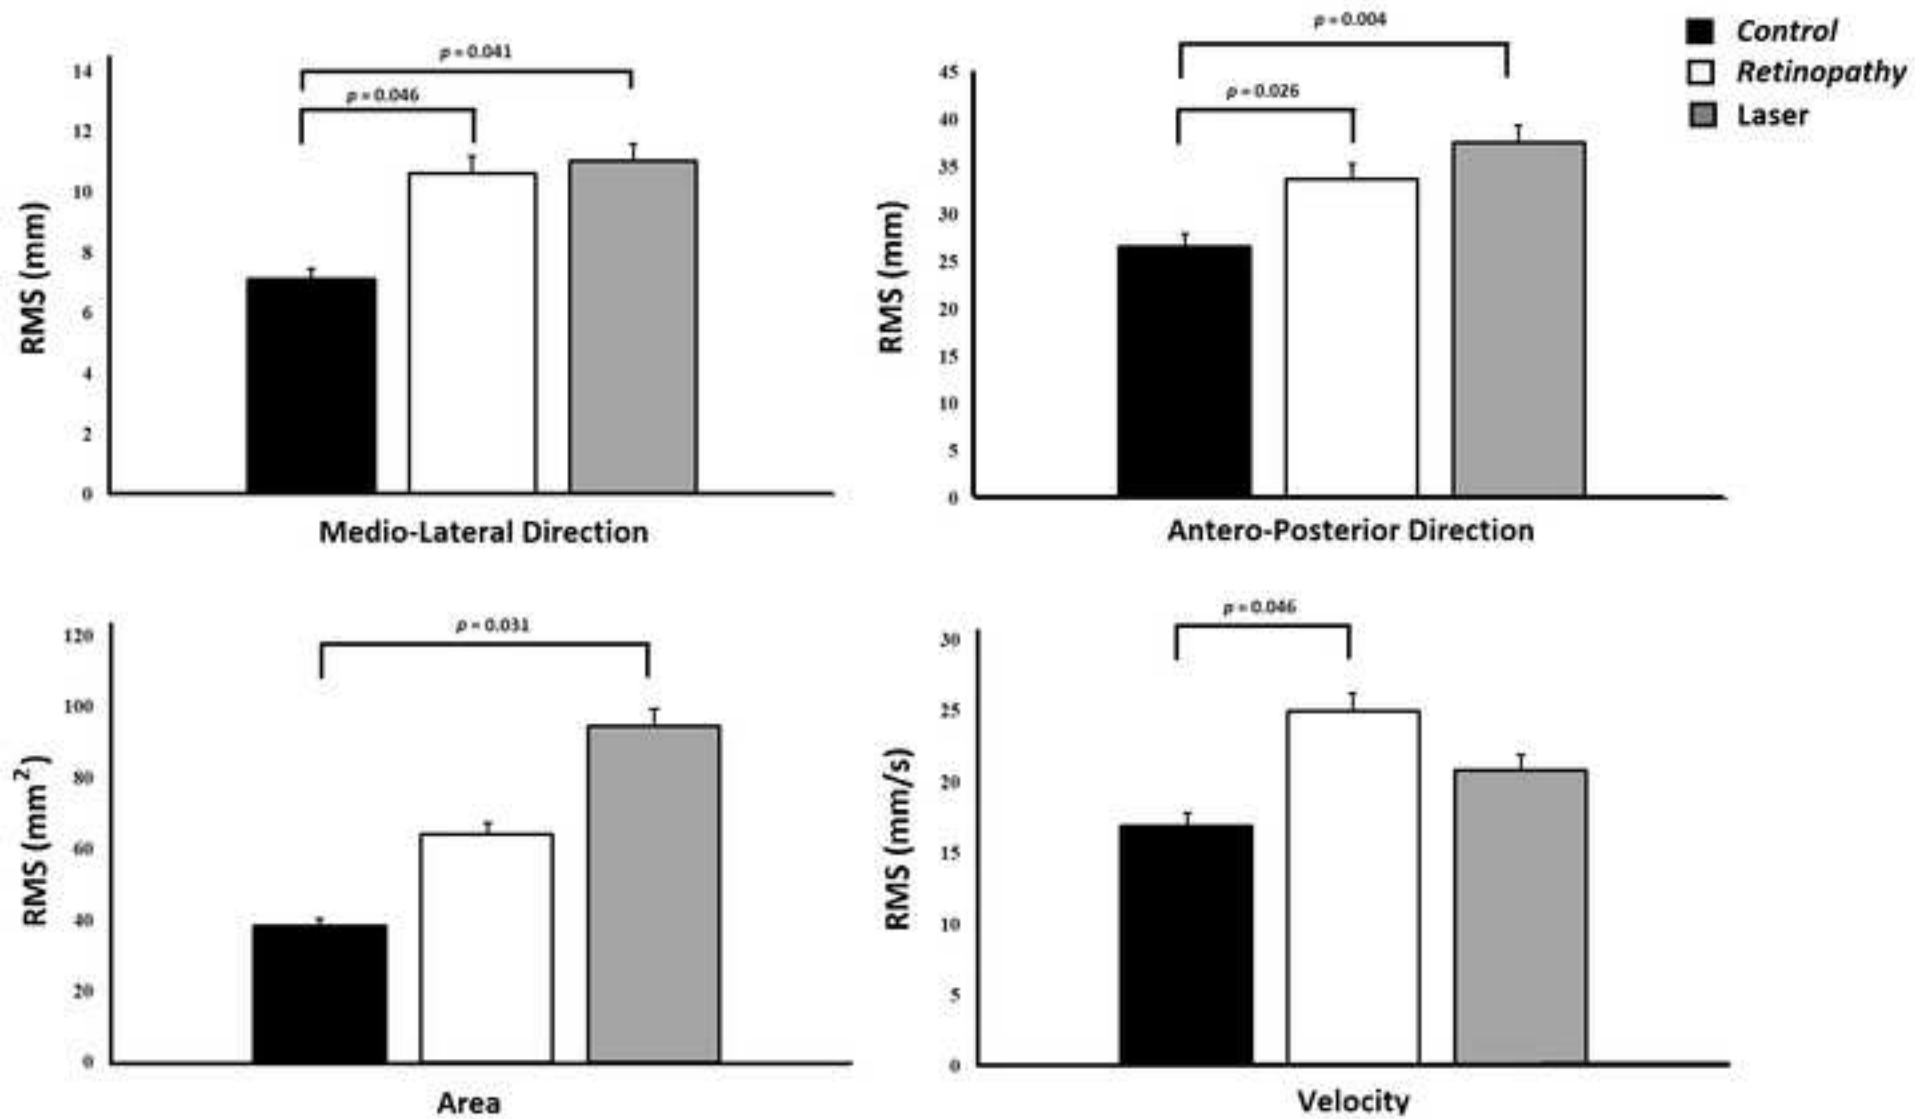 p = 0.041
p = 0.046
14
12
10
8
6
4
2
0
RMS (mm)
Medio-Lateral Direction
p = 0.004
p = 0.026
45
40
35
30
25
20
15
10
5
0
RMS (mm)
Antero-Posterior Direction
Control
Retinopathy
Laser
p = 0.031
120
100
80
60
40
20
0
RMS (mm²)
Area
p = 0.046
30
25
20
15
10
5
0
RMS (mm/s)
Velocity